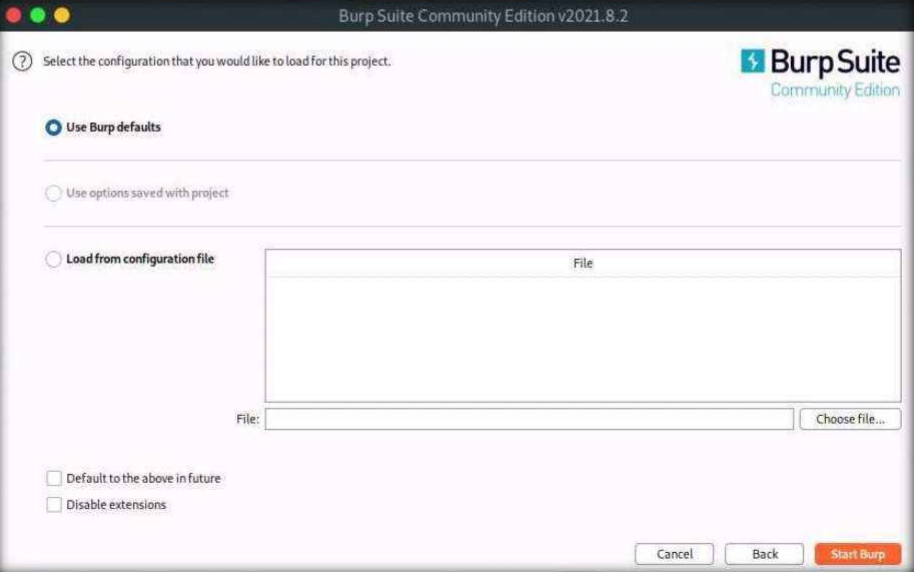 Burp Suite Community Edition v2021.8.2
? Select the configuration that you would like to load for this project.
Burp Suite
Community Edition
Use Burp defaults
Use options saved with project
Load from configuration file
File
File:
Choose file...
Default to the above in future
Disable extensions
Cancel Back Start Burp